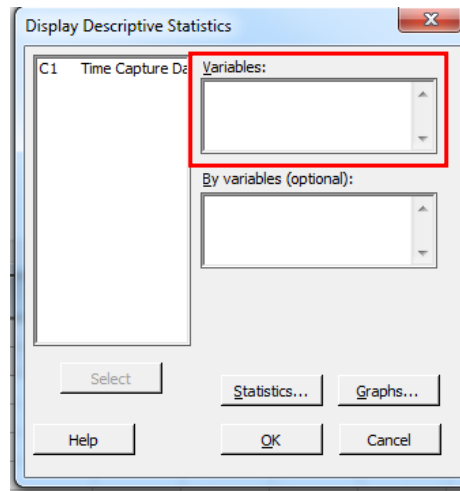 Display Descriptive Statistics
C1 Time Capture Da
Variables:
By variables (optional):
Select
Statistics...
Graphs...
Help
OK
Cancel